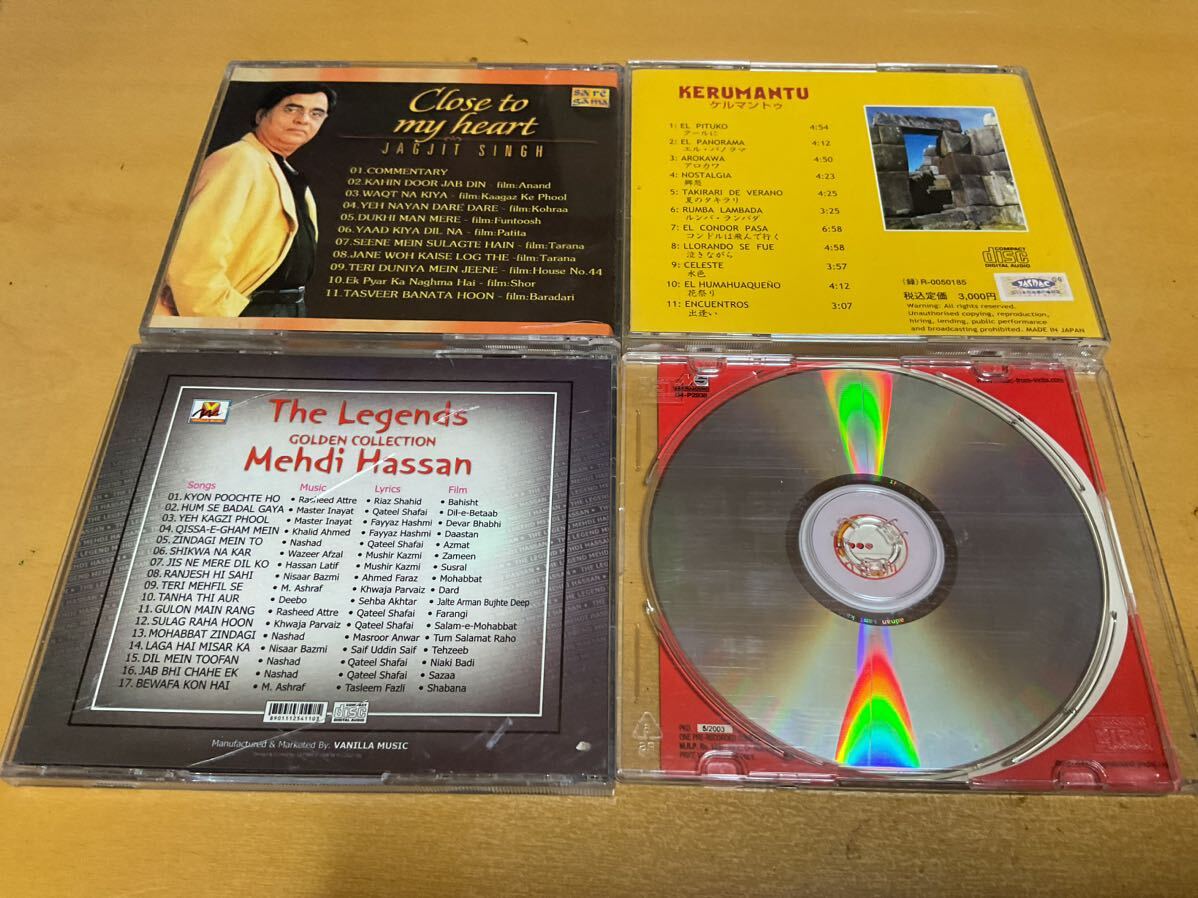 Close to
my heart
JAGJIT SINGH
sa re
ga ma
01.COMMENTARY
02.KAHIN DOOR JAB DIN - film:Anand
03.WAQT NA KIYA - film:Kaagaz Ke Phool
04.YEH NAYAN DARE DARE - film:Kohraa
05.DUKHI MAN MERE - film:Funtoosh
06.YAAD KIYA DIL NA - film:Patita
07.SEENE MEIN SULAGTE HAIN - film:Tarana
08.JANE WOH KAISE LOG THE - film:Tarana
09.TERI DUNIYA MEIN JEENE - film:House No.44
10.Ek Pyar Ka Naghma Hai - film:Shor
11.TASVEER BANATA HOON - film:Baradari
KERUMANTU
ケルマントゥ
1: EL PITUKO 4:54
2: EL PANORAMA 4:12
エル・パノラマ
3: AROKAWA 4:50
アロカワ
4: NOSTALGIA 4:23
郷愁
5: TAKIRARI DE VERANO 4:25
夏のタキラリ
6: RUMBA LAMBADA 3:25
ルンバ・ランバダ
7: EL CONDOR PASA 6:58
コンドルは飛んで行く
8: LLORANDO SE FUE 4:58
泣きながら
9: CELESTE 3:57
水色
10: EL HUMAHUAQUEÑO 4:12
花祭り
11: ENCUENTROS 3:07
出逢い
COMPACT
disc
DIGITAL AUDIO
(録) R-0050185
税込定価 3,000円
Warning: All rights reserved.
Unauthorised copying, reproduction,
hiring, lending, public performance
and broadcasting prohibited. MADE IN JAPAN
The Legends
GOLDEN COLLECTION
Mehdi Hassan
Songs Music Lyrics Film
01. KYON POOCHTE HO • Rasheed Attre • Riaz Shahid • Bahisht
02. HUM SE BADAL GAYA • Master Inayat • Qateel Shafai • Dil-e-Betaab
03. YEH KAGZI PHOOL • Master Inayat • Fayyaz Hashmi • Devar Bhabhi
04. QISSA-E-GHAM MEIN • Khalid Ahmed • Fayyaz Hashmi • Daastan
05. ZINDAGI MEIN TO • Nashad • Qateel Shafai • Azmat
06. SHIKWA NA KAR • Wazeer Afzal • Mushir Kazmi • Zameen
07. JIS NE MERE DIL KO • Hassan Latif • Mushir Kazmi • Susral
08. RANJESH HI SAHI • Nisaar Bazmi • Ahmed Faraz • Mohabbat
09. TERI MEHFIL SE • M. Ashraf • Khwaja Parvaiz • Dard
10. TANHA THI AUR • Deebo • Sehba Akhtar • Jalte Arman Bujhte Deep
11. GULON MAIN RANG • Rasheed Attre • Qateel Shafai • Farangi
12. SULAG RAHA HOON • Khwaja Parvaiz • Qateel Shafai • Salam-e-Mohabbat
13. MOHABBAT ZINDAGI • Nashad • Masroor Anwar • Tum Salamat Raho
14. LAGA HAI MISAR KA • Nisaar Bazmi • Saif Uddin Saif • Tehzeeb
15. DIL MEIN TOOFAN • Nashad • Qateel Shafai • Niaki Badi
16. JAB BHI CHAHE EK • Nashad • Qateel Shafai • Sazaa
17. BEWAFA KON HAI • M. Ashraf • Tasleem Fazli • Shabana
8901112541103
disc
DIGITAL AUDIO
Manufactured & Marketed By: VANILLA MUSIC
PKD. 5/2003